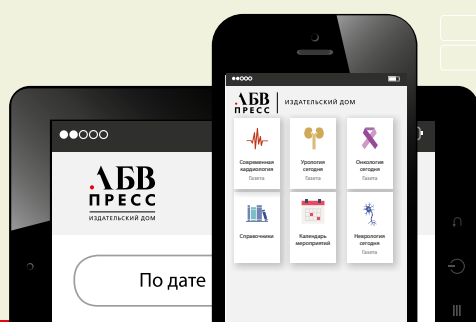 АБВ
ПРЕСС
ИЗДАТЕЛЬСКИЙ ДОМ
По дате
АБВ
ПРЕСС
ИЗДАТЕЛЬСКИЙ ДОМ
Современная
кардиология
Газета
Урология
сегодня
Газета
Онкология
сегодня
Газета
Справочники
Календарь
мероприятий
Неврология
сегодня
Газета